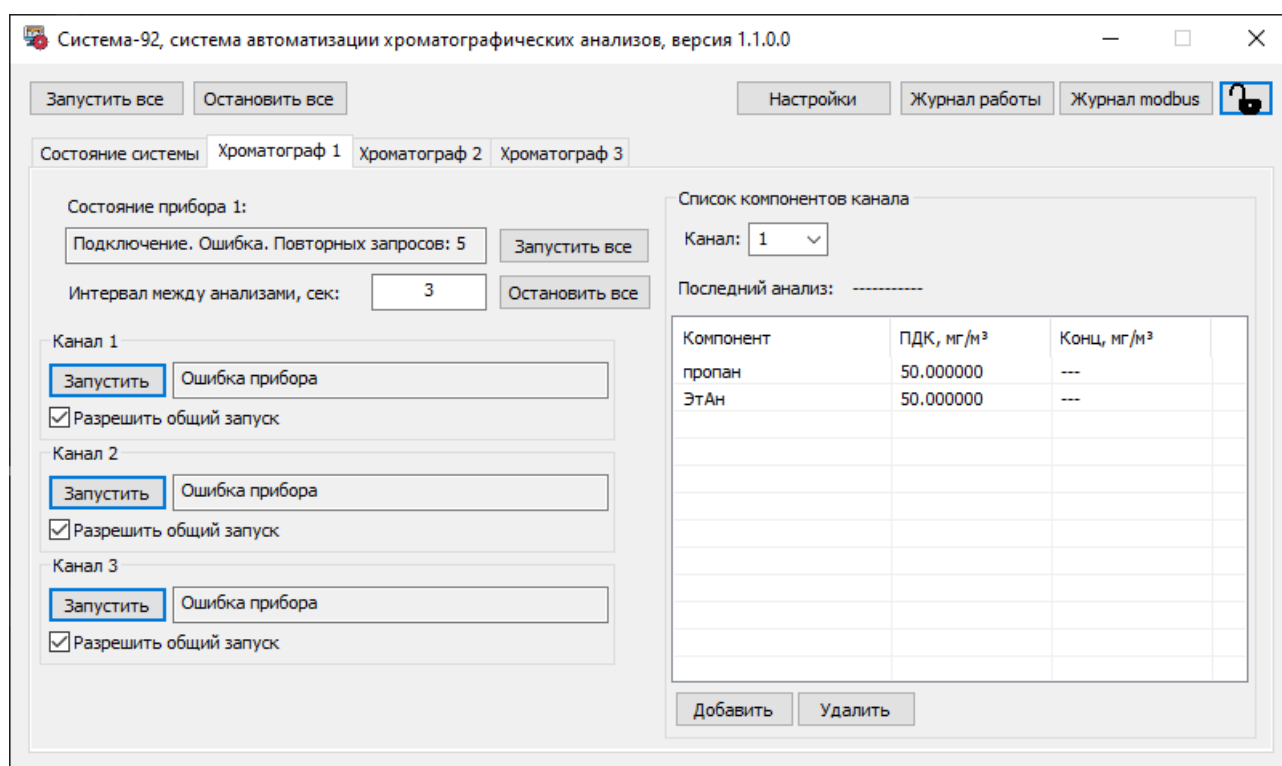 Система-92, система автоматизации хроматографических анализов, версия 1.1.0.0
Запустить все Остановить все Настройки Журнал работы Журнал modbus
Состояние системы Хроматограф 1 Хроматограф 2 Хроматограф 3
Состояние прибора 1:
Подключение. Ошибка. Повторных запросов: 5 Запустить все
Интервал между анализами, сек: 3 Остановить все
Канал 1
Запустить Ошибка прибора
Разрешить общий запуск
Канал 2
Запустить Ошибка прибора
Разрешить общий запуск
Канал 3
Запустить Ошибка прибора
Разрешить общий запуск
Список компонентов канала
Канал: 1
Последний анализ: -----------
Компонент ПДК, мг/м³ Конц, мг/м³
пропан 50.000000 ---
ЭтАн 50.000000 ---
Добавить Удалить